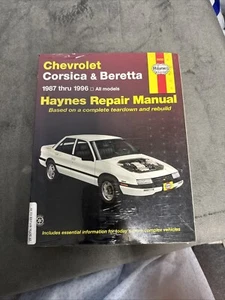 Chevrolet
Corsica & Beretta
1987 thru 1996 □ All models
Haynes Repair Manual
Based on a complete teardown and rebuild
Includes essential information for today's more complex vehicles